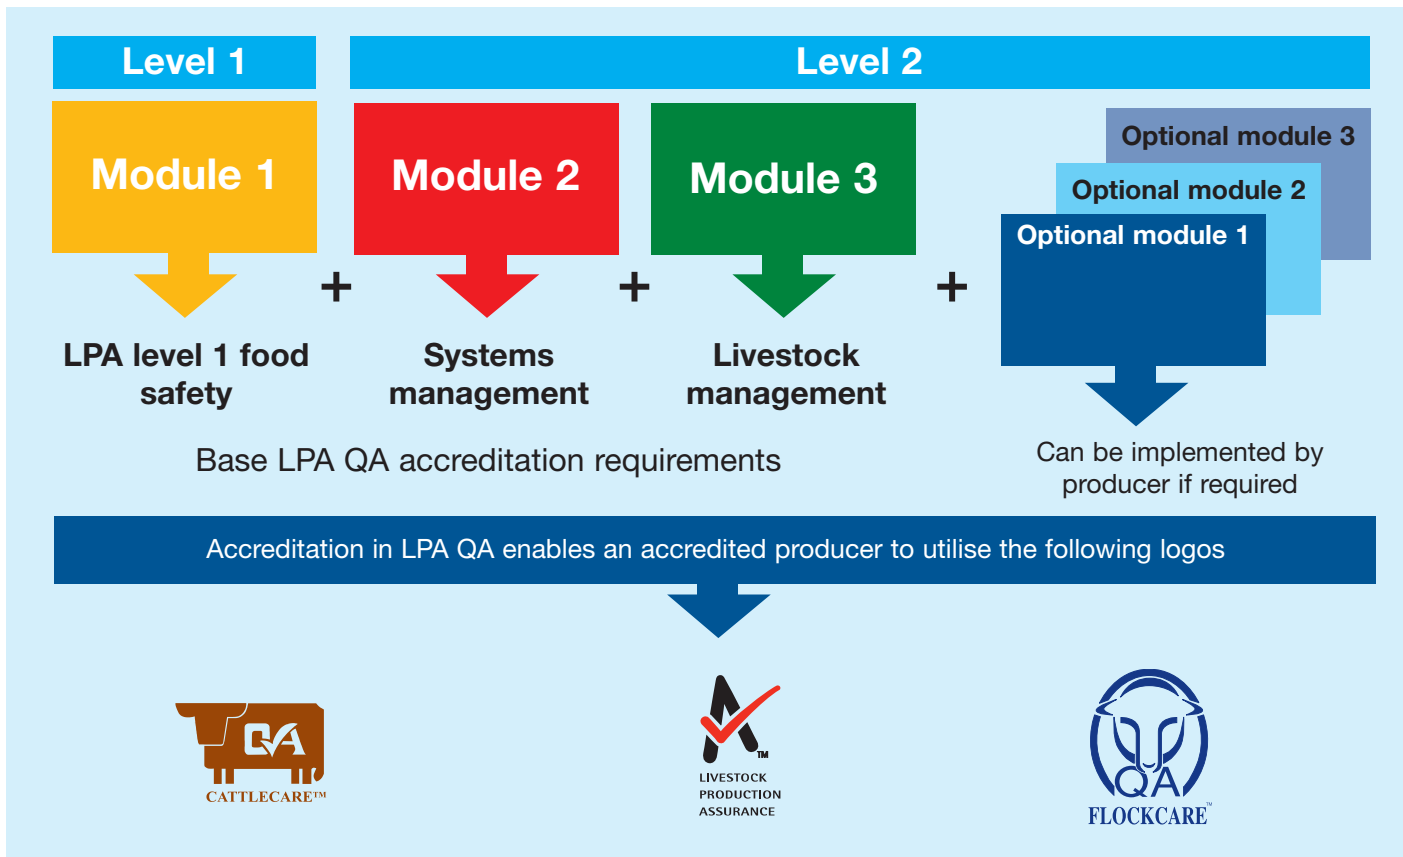 Level 1
Level 2
Module 1
Module 2
Module 3
Optional module 3
Optional module 2
Optional module 1
+
+
+
LPA level 1 food
safety
Systems
management
Livestock
management
Base LPA QA accreditation requirements
Can be implemented by
producer if required
Accreditation in LPA QA enables an accredited producer to utilise the following logos
QA
CATTLECARE™
TM
LIVESTOCK
PRODUCTION
ASSURANCE
QA
FLOCKCARE™